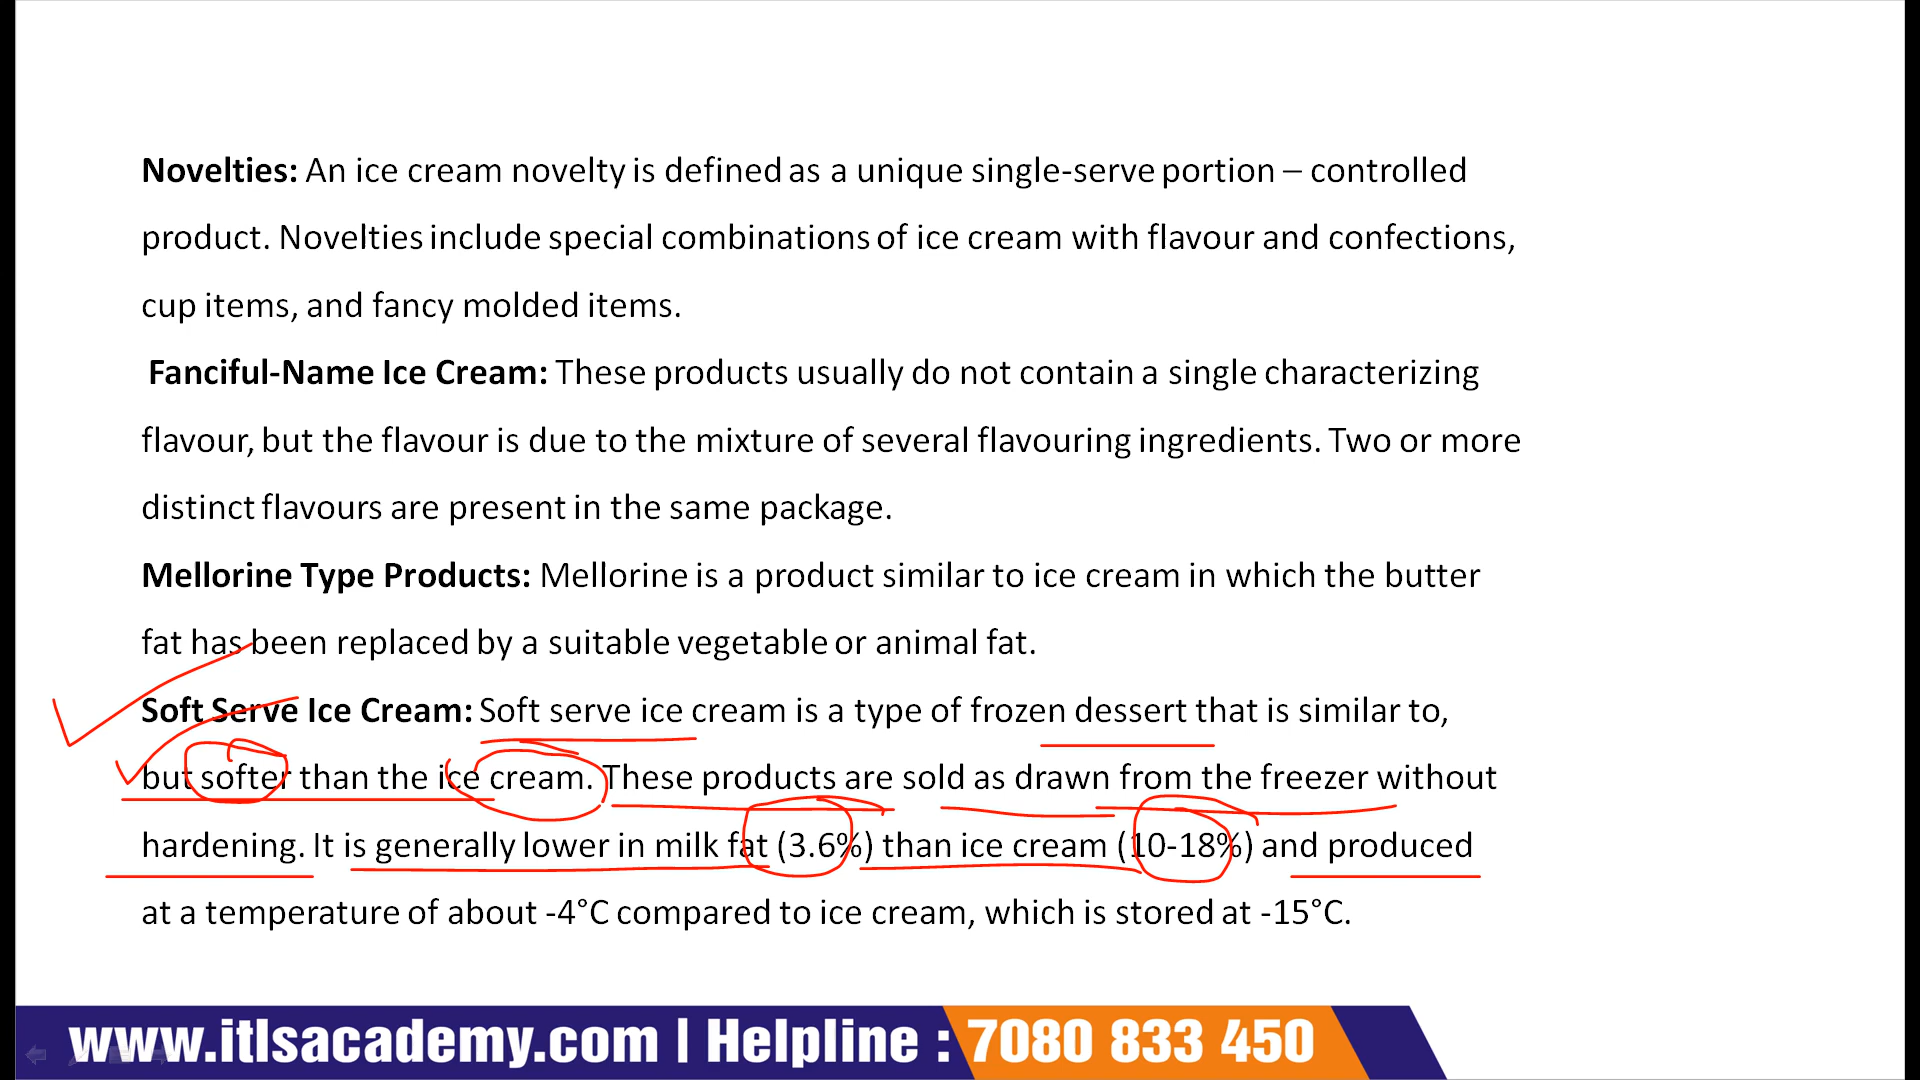 Novelties: An ice cream novelty is defined as a unique single-serve portion – controlled
product. Novelties include special combinations of ice cream with flavour and confections,
cup items, and fancy molded items.
Fanciful-Name Ice Cream: These products usually do not contain a single characterizing
flavour, but the flavour is due to the mixture of several flavouring ingredients. Two or more
distinct flavours are present in the same package.
Mellorine Type Products: Mellorine is a product similar to ice cream in which the butter
fat has been replaced by a suitable vegetable or animal fat.
Soft Serve Ice Cream: Soft serve ice cream is a type of frozen dessert that is similar to,
but softer than the ice cream. These products are sold as drawn from the freezer without
hardening. It is generally lower in milk fat (3.6%) than ice cream (10-18%) and produced
at a temperature of about -4°C compared to ice cream, which is stored at -15°C.
www.itlsacademy.com | Helpline : 7080 833 450